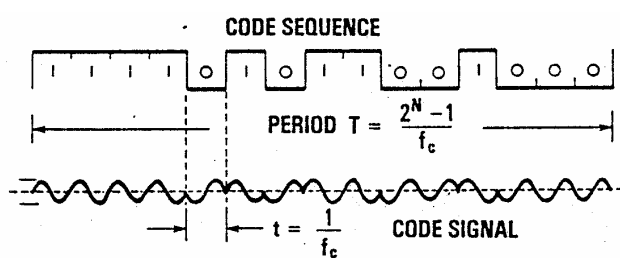 CODE SEQUENCE
1 1 1 1 0 1 0 1 1 0 0 1 0 0 0
PERIOD T = 2^N -1 / f_c
t = 1 / f_c CODE SIGNAL